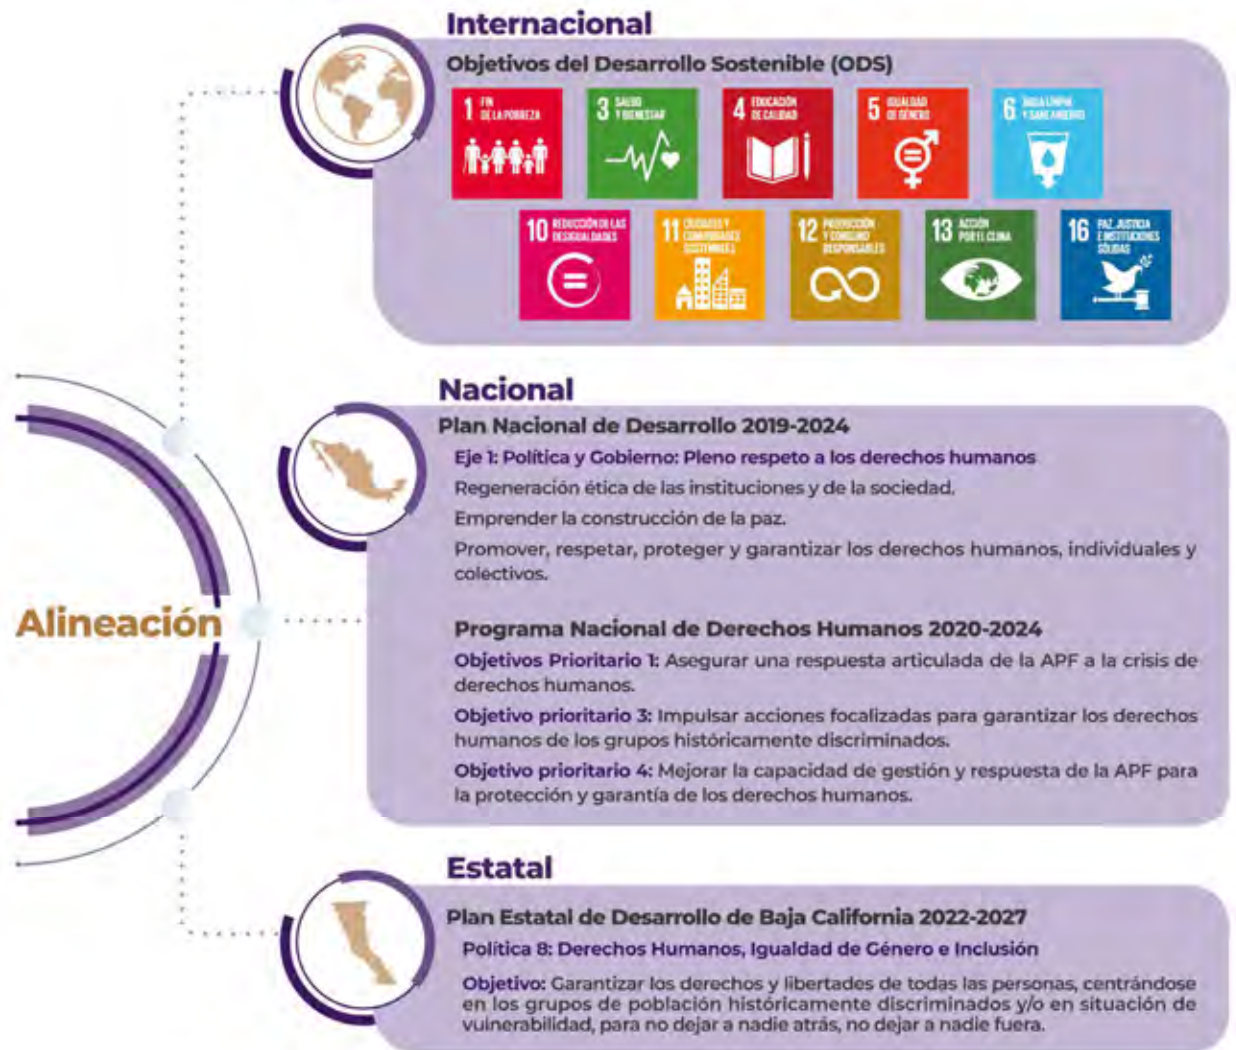 Internacional
Objetivos del Desarrollo Sostenible (ODS)
1 FIN
DE LA POBREZA
3 SALUD
Y BIENESTAR
4 EDUCACIÓN
DE CALIDAD
5 IGUALDAD
DE GÉNERO
6 AGUA LIMPIA
Y SANEAMIENTO
10 REDUCCIÓN DE LAS
DESIGUALDADES
11 CIUDADES Y
COMUNIDADES
SOSTENIBLES
12 PRODUCCIÓN
Y CONSUMO
RESPONSABLES
13 ACCIÓN
POR EL CLIMA
16 PAZ, JUSTICIA
E INSTITUCIONES
SÓLIDAS
Nacional
Plan Nacional de Desarrollo 2019-2024
Eje 1: Política y Gobierno: Pleno respeto a los derechos humanos
Regeneración ética de las instituciones y de la sociedad.
Emprender la construcción de la paz.
Promover, respetar, proteger y garantizar los derechos humanos, individuales y
colectivos.
Alineación
Programa Nacional de Derechos Humanos 2020-2024
Objetivos Prioritario 1: Asegurar una respuesta articulada de la APF a la crisis de
derechos humanos.
Objetivo prioritario 3: Impulsar acciones focalizadas para garantizar los derechos
humanos de los grupos históricamente discriminados.
Objetivo prioritario 4: Mejorar la capacidad de gestión y respuesta de la APF para
la protección y garantía de los derechos humanos.
Estatal
Plan Estatal de Desarrollo de Baja California 2022-2027
Política 8: Derechos Humanos, Igualdad de Género e Inclusión
Objetivo: Garantizar los derechos y libertades de todas las personas, centrándose
en los grupos de población históricamente discriminados y/o en situación de
vulnerabilidad, para no dejar a nadie atrás, no dejar a nadie fuera.